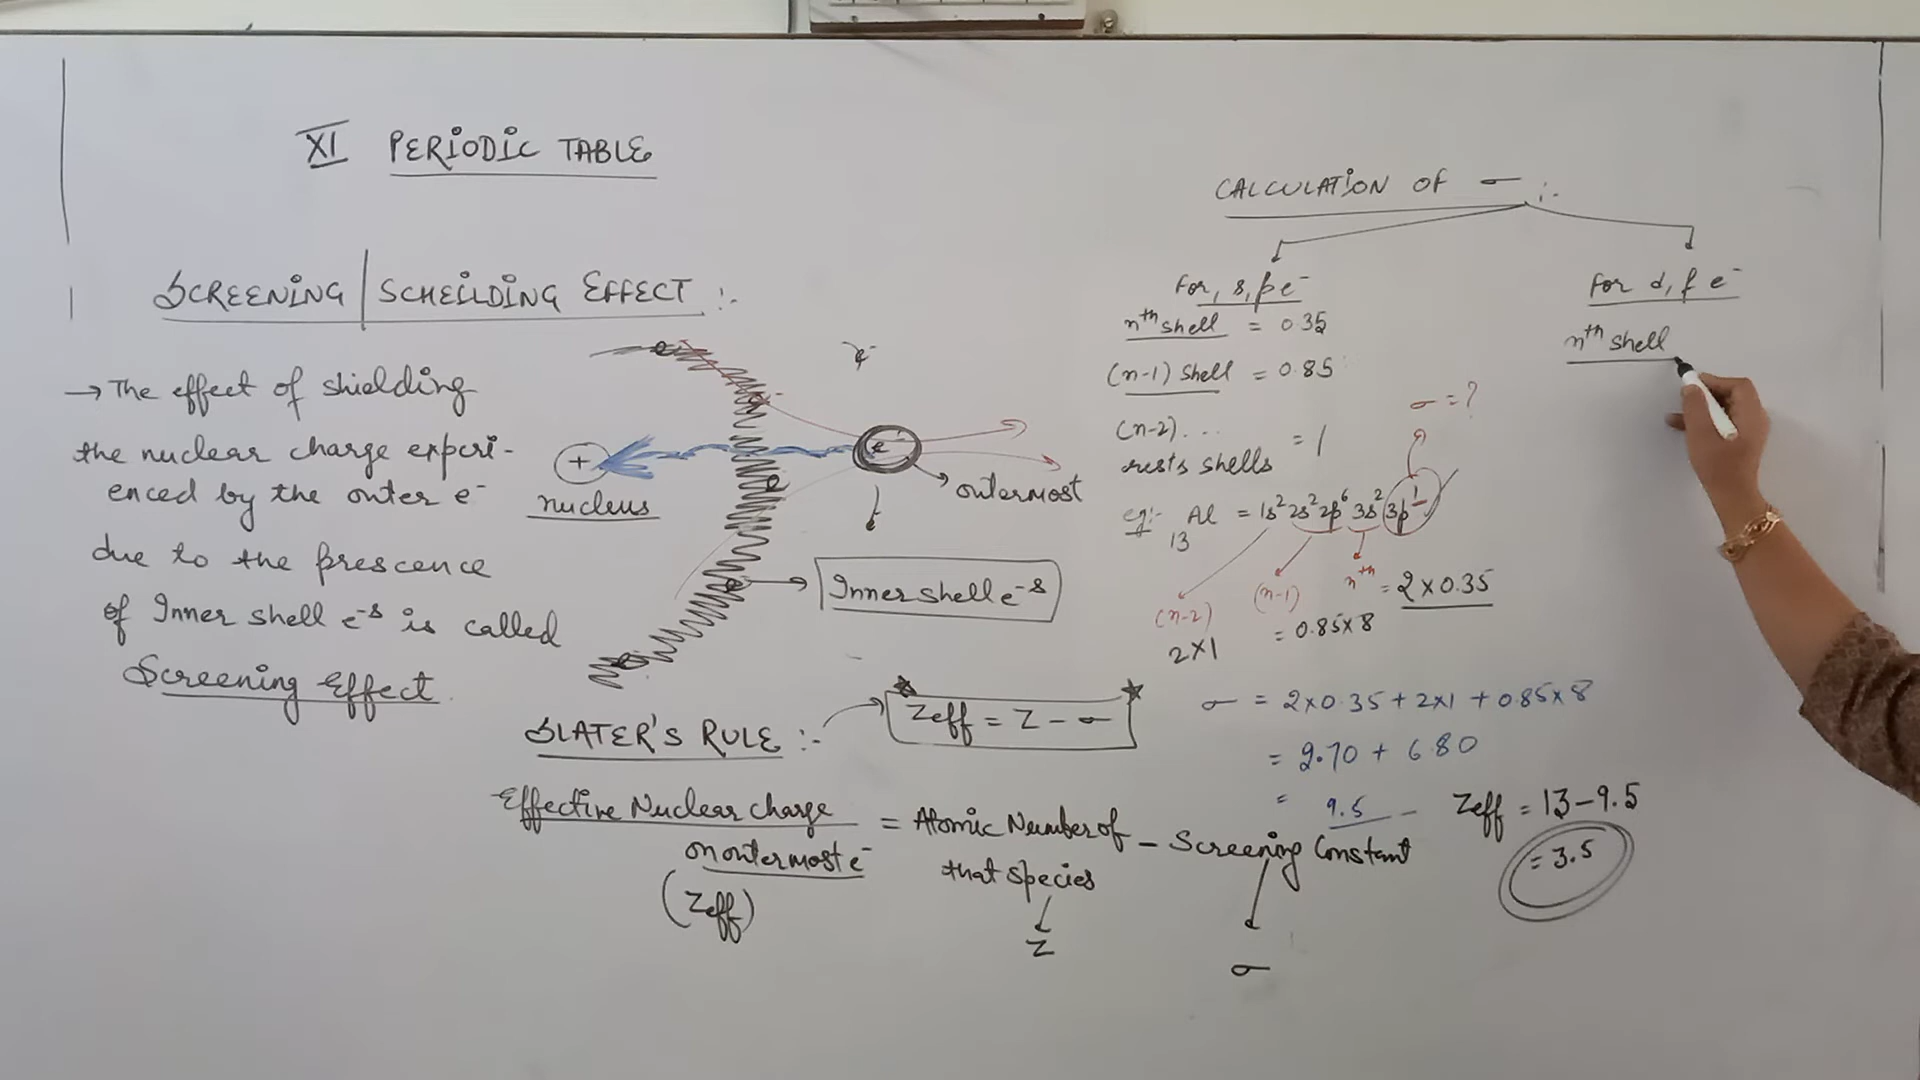 XI PERIODIC TABLE
SCREENING | SCHEILDING EFFECT :-
→ The effect of shielding
the nuclear charge experi-
enced by the outer e⁻
due to the prescence
of Inner shell e⁻s is called
Screening Effect.
e⁻
e
e⁻
e
e
e
e
+
nucleus
outermost
Inner shell e⁻s
SLATER'S RULE :-
Zeff = Z - σ
Effective Nuclear charge
on outermost e⁻
(Zeff)
= Atomic Number of
that species
Z
- Screening Constant
σ
CALCULATION OF σ :-
For, s, p e⁻
nth shell = 0.35
(n-1) shell = 0.85
(n-2)...
rests shells = 1
σ = ?
eg:- ₁₃Al = 1s² 2s² 2p⁶ 3s² 3p¹
(n-2)
2×1
(n-1)
= 0.85×8
nth = 2×0.35
σ = 2×0.35 + 2×1 + 0.85×8
= 2.70 + 6.80
= 9.5
Zeff = 13 - 9.5
= 3.5
For d, f e⁻
nth shell